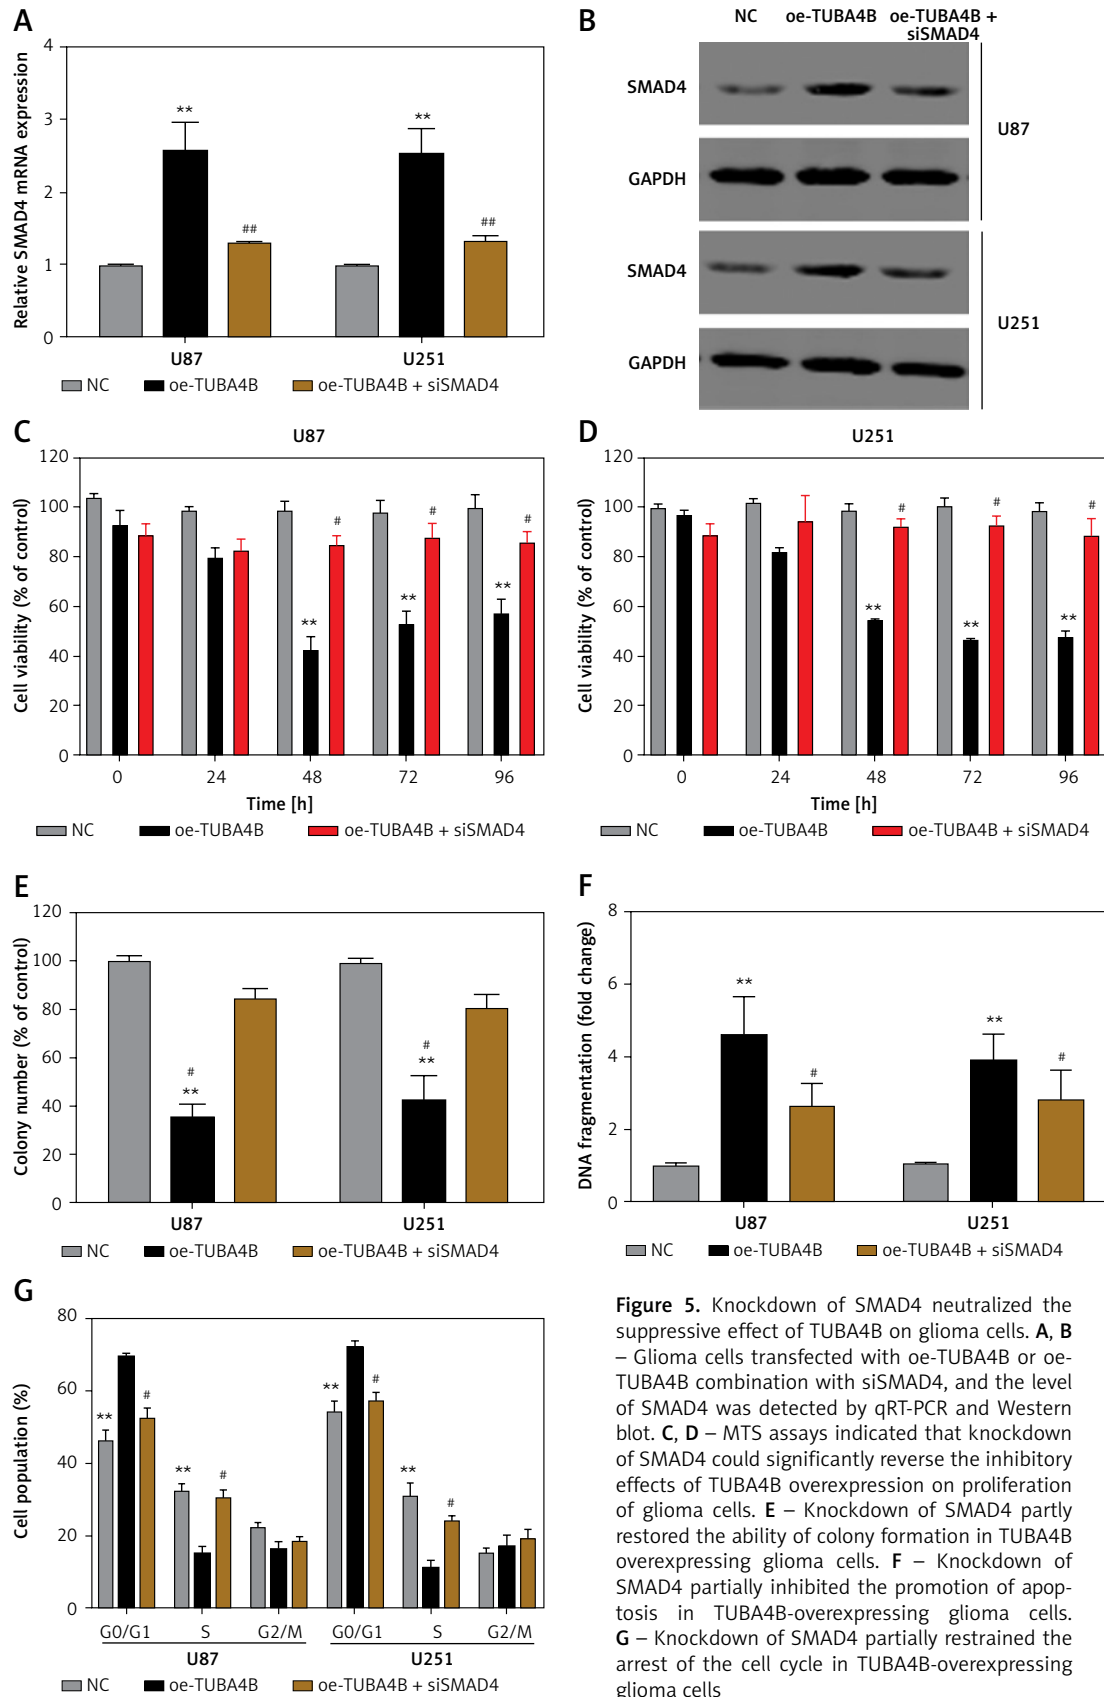 A
Relative SMAD4 mRNA expression
4
3
2
1
0
**
##
**
##
U87
U251
NC
oe-TUBA4B
oe-TUBA4B + siSMAD4
B
NC
oe-TUBA4B
oe-TUBA4B +
siSMAD4
SMAD4
GAPDH
U87
SMAD4
GAPDH
U251
C
U87
Cell viability (% of control)
120
100
80
60
40
20
0
**
#
**
#
**
#
0
24
48
72
96
Time [h]
NC
oe-TUBA4B
oe-TUBA4B + siSMAD4
D
U251
Cell viability (% of control)
120
100
80
60
40
20
0
**
#
**
#
**
#
0
24
48
72
96
Time [h]
NC
oe-TUBA4B
oe-TUBA4B + siSMAD4
E
Colony number (% of control)
120
100
80
60
40
20
0
#
**
#
**
U87
U251
NC
oe-TUBA4B
oe-TUBA4B + siSMAD4
F
DNA fragmentation (fold change)
8
6
4
2
0
**
#
**
#
U87
U251
NC
oe-TUBA4B
oe-TUBA4B + siSMAD4
G
Cell population (%)
80
60
40
20
0
**
#
**
#
**
#
**
#
G0/G1
S
G2/M
G0/G1
S
G2/M
U87
U251
NC
oe-TUBA4B
oe-TUBA4B + siSMAD4
Figure 5. Knockdown of SMAD4 neutralized the
suppressive effect of TUBA4B on glioma cells. A, B
– Glioma cells transfected with oe-TUBA4B or oe-
TUBA4B combination with siSMAD4, and the level
of SMAD4 was detected by qRT-PCR and Western
blot. C, D – MTS assays indicated that knockdown
of SMAD4 could significantly reverse the inhibitory
effects of TUBA4B overexpression on proliferation
of glioma cells. E – Knockdown of SMAD4 partly
restored the ability of colony formation in TUBA4B
overexpressing glioma cells. F – Knockdown of
SMAD4 partially inhibited the promotion of apop-
tosis in TUBA4B-overexpressing glioma cells.
G – Knockdown of SMAD4 partially restrained the
arrest of the cell cycle in TUBA4B-overexpressing
glioma cells